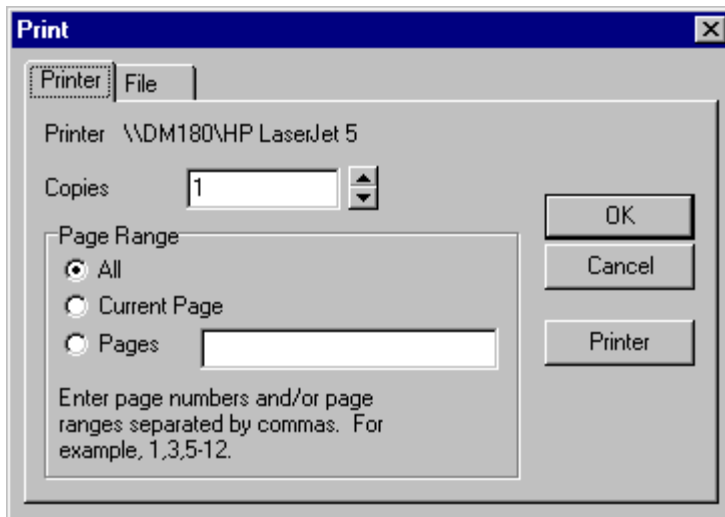 Print
Printer File
Printer \\DM180\HP LaserJet 5
Copies 1
OK
Page Range
All
Cancel
Current Page
Pages
Printer
Enter page numbers and/or page
ranges separated by commas. For
example, 1,3,5-12.